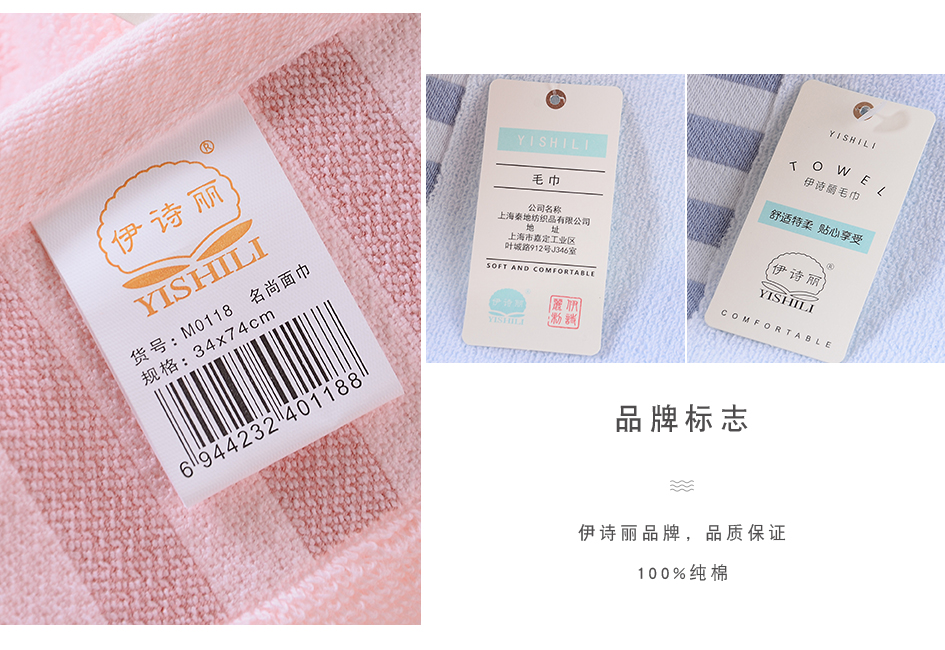 伊诗丽
®
YISHILI
货号：M0118 名尚面巾
规格：34x74cm
6 944232 401188
YISHILI
毛巾
公司名称
上海秦地纺织品有限公司
地 址
上海市嘉定工业区
叶城路912号J346室
SOFT AND COMFORTABLE
伊诗丽
YISHILI
YISHILI
TOWEL
伊诗丽毛巾
舒适特柔 贴心享受
伊诗丽
®
YISHILI
COMFORTABLE
品牌标志
伊诗丽品牌，品质保证
100%纯棉